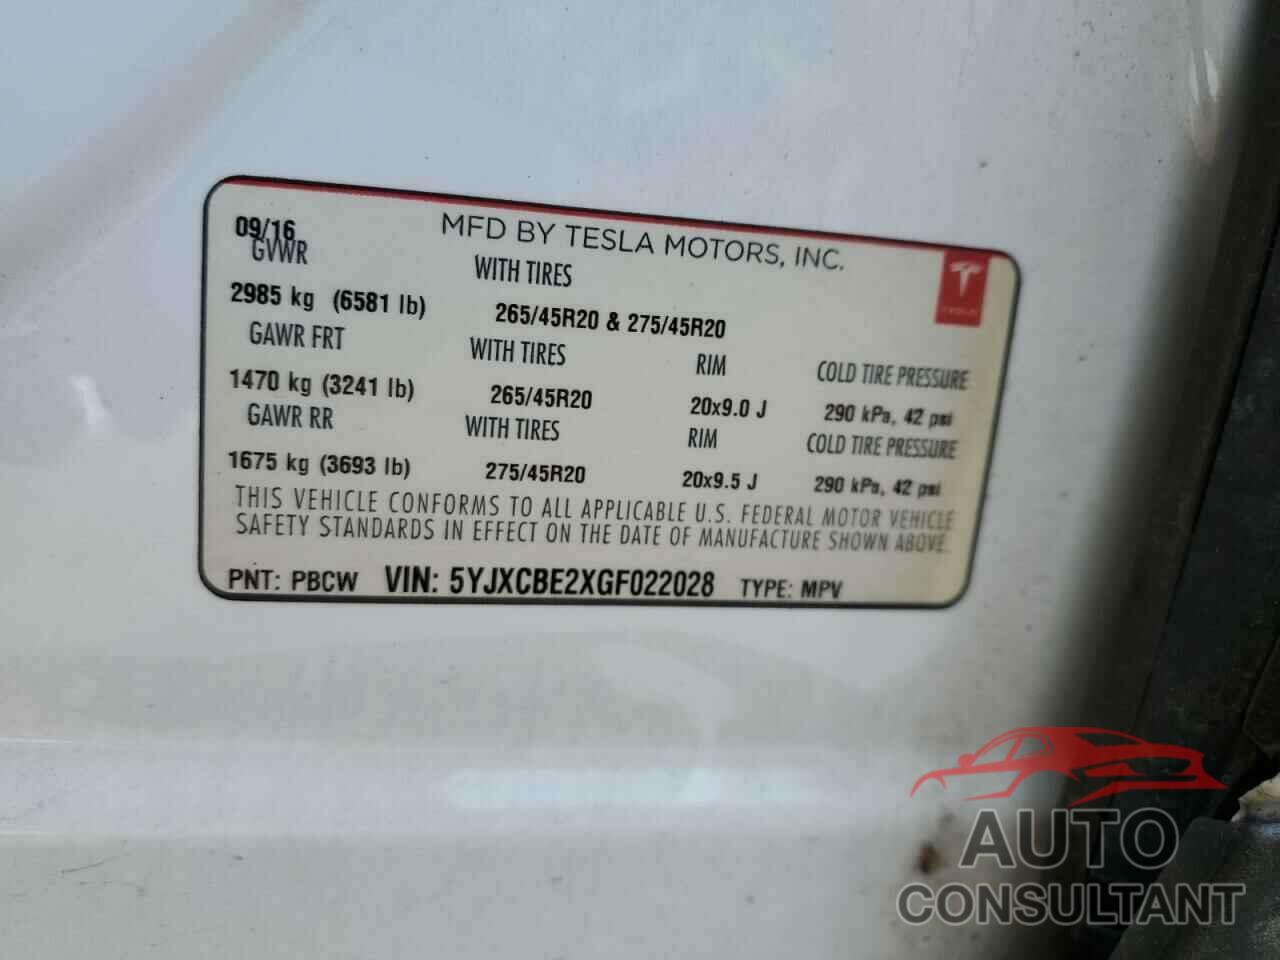 09/16 MFD BY TESLA MOTORS, INC.
GVWR WITH TIRES
2985 kg (6581 lb) 265/45R20 & 275/45R20
GAWR FRT WITH TIRES RIM COLD TIRE PRESSURE
1470 kg (3241 lb) 265/45R20 20x9.0 J 290 kPa, 42 psi
GAWR RR WITH TIRES RIM COLD TIRE PRESSURE
1675 kg (3693 lb) 275/45R20 20x9.5 J 290 kPa, 42 psi
THIS VEHICLE CONFORMS TO ALL APPLICABLE U.S. FEDERAL MOTOR VEHICLE
SAFETY STANDARDS IN EFFECT ON THE DATE OF MANUFACTURE SHOWN ABOVE.
PNT: PBCW VIN: 5YJXCBE2XGF022028 TYPE: MPV
TESLA
AUTO
CONSULTANT